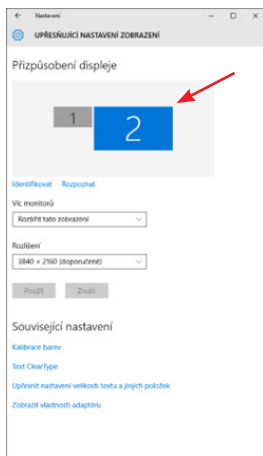 Nastavení
UPŘESŇUJÍCÍ NASTAVENÍ ZOBRAZENÍ
Přizpůsobení displeje
1
2
Identifikovat Rozpoznat
Víc monitorů
Rozšířit tato zobrazení
Rozlišení
3840 × 2160 (doporučené)
Použít Zrušit
Související nastavení
Kalibrace barev
Text ClearType
Upřesnit nastavení velikosti textu a jiných položek
Zobrazit vlastnosti adaptéru